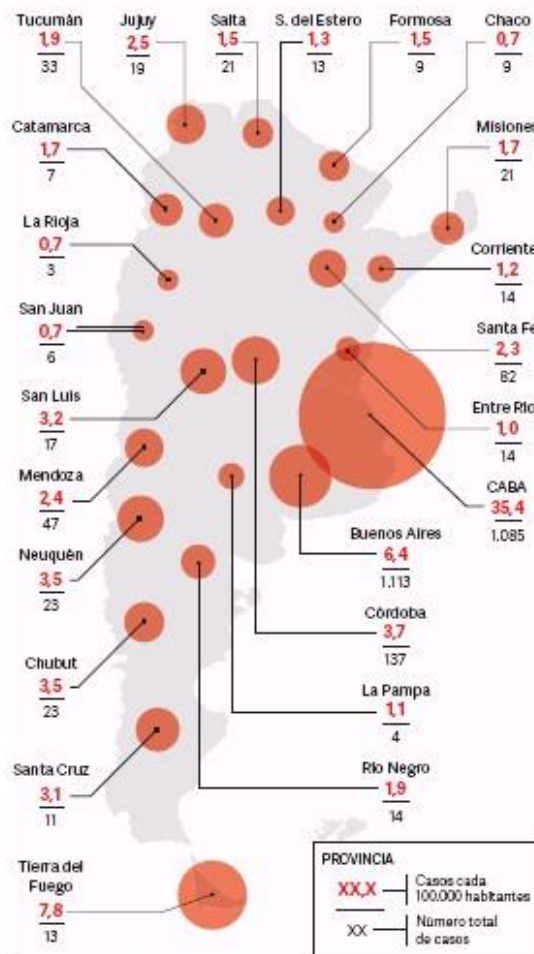 Tucumán
1,9
33
Jujuy
2,5
19
Salta
1,5
21
S. del Estero
1,3
13
Formosa
1,5
9
Chaco
0,7
9
Catamarca
1,7
7
Misiones
1,7
21
La Rioja
0,7
3
Corriente
1,2
14
San Juan
0,7
6
Santa Fe
2,3
82
San Luis
3,2
17
Entre Río
1,0
14
Mendoza
2,4
47
CABA
35,4
1.085
Neuquén
3,5
23
Buenos Aires
6,4
1.113
Chubut
3,5
23
Córdoba
3,7
137
La Pampa
1,1
4
Santa Cruz
3,1
11
Río Negro
1,9
14
Tierra del
Fuego
7,8
13
PROVINCIA
XX,X
Casos cada
100.000 habitantes
XX
Número total
de casos